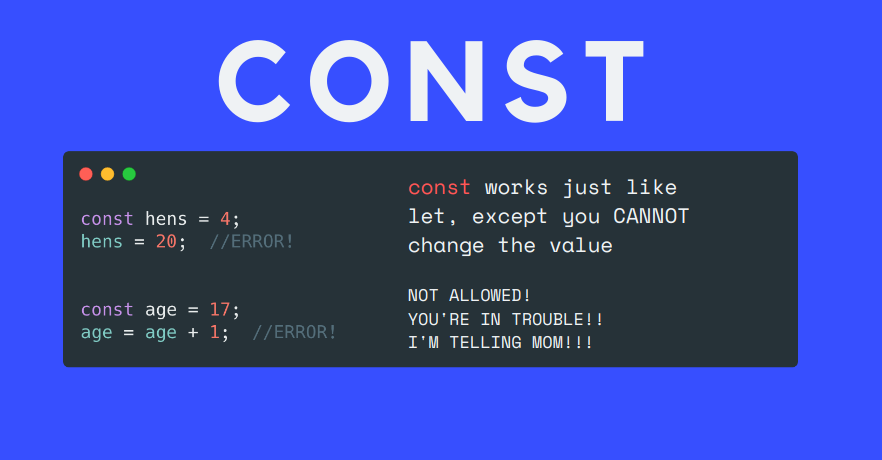 CONST
const hens = 4;
hens = 20;  //ERROR!
const age = 17;
age = age + 1;  //ERROR!
const works just like
let, except you CANNOT
change the value
NOT ALLOWED!
YOU'RE IN TROUBLE!!
I'M TELLING MOM!!!